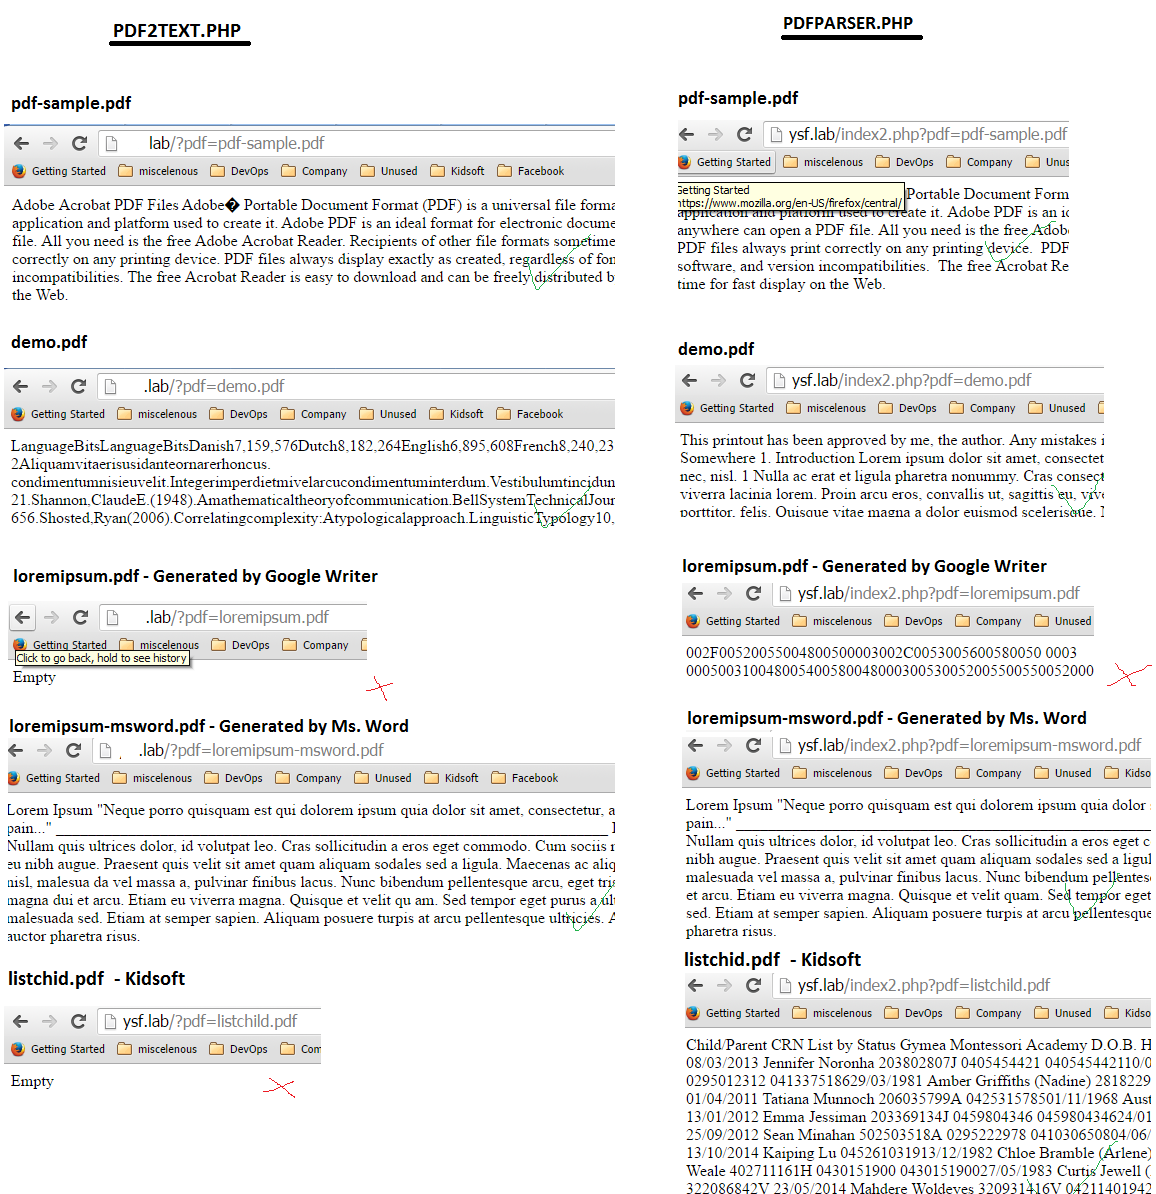 PDF2TEXT.PHP
pdf-sample.pdf
lab/?pdf=pdf-sample.pdf
Getting Started miscelenous DevOps Company Unused Kidsoft Facebook
Adobe Acrobat PDF Files Adobe� Portable Document Format (PDF) is a universal file forma
application and platform used to create it. Adobe PDF is an ideal format for electronic docume
file. All you need is the free Adobe Acrobat Reader. Recipients of other file formats sometime
correctly on any printing device. PDF files always display exactly as created, regardless of fon
incompatibilities. The free Acrobat Reader is easy to download and can be freely distributed b
the Web.
demo.pdf
.lab/?pdf=demo.pdf
Getting Started miscelenous DevOps Company Unused Kidsoft Facebook
LanguageBitsLanguageBitsDanish7,159,576Dutch8,182,264English6,895,608French8,240,23
2Aliquamvitaerisusidanteornarerhoncus.
condimentumnisieuvelit.Integerimperdietmivelarcucondimentuminterdum.Vestibulumtincidun
21.Shannon,ClaudeE.(1948).Amathematicaltheoryofcommunication.BellSystemTechnicalJour
656.Shosted,Ryan(2006).Correlatingcomplexity:Atypologicalapproach.LinguisticTypology10,
loremipsum.pdf - Generated by Google Writer
.lab/?pdf=loremipsum.pdf
Getting Started miscelenous DevOps Company
Click to go back, hold to see history
Empty
loremipsum-msword.pdf - Generated by Ms. Word
.lab/?pdf=loremipsum-msword.pdf
Getting Started miscelenous DevOps Company Unused Kidsoft Facebook
Lorem Ipsum "Neque porro quisquam est qui dolorem ipsum quia dolor sit amet, consectetur, a
pain..." ______ I
Nullam quis ultrices dolor, id volutpat leo. Cras sollicitudin a eros eget commodo. Cum sociis n
eu nibh augue. Praesent quis velit sit amet quam aliquam sodales sed a ligula. Maecenas ac aliq
nisl, malesua da vel massa a, pulvinar finibus lacus. Nunc bibendum pellentesque arcu, eget tris
magna dui et arcu. Etiam eu viverra magna. Quisque et velit qu am. Sed tempor eget purus a ult
malesuada sed. Etiam at semper sapien. Aliquam posuere turpis at arcu pellentesque ultricies. A
auctor pharetra risus.
listchid.pdf - Kidsoft
ysf.lab/?pdf=listchild.pdf
Getting Started miscelenous DevOps Com
Empty
PDFPARSER.PHP
pdf-sample.pdf
ysf.lab/index2.php?pdf=pdf-sample.pdf
Getting Started miscelenous DevOps Company Unus
Getting Started
https://www.mozilla.org/en-US/firefox/central/
Portable Document Form
application and platform used to create it. Adobe PDF is an id
anywhere can open a PDF file. All you need is the free Adob
PDF files always print correctly on any printing device. PDF
software, and version incompatibilities. The free Acrobat Re
time for fast display on the Web.
demo.pdf
ysf.lab/index2.php?pdf=demo.pdf
Getting Started miscelenous DevOps Company Unused
This printout has been approved by me, the author. Any mistakes i
Somewhere 1. Introduction Lorem ipsum dolor sit amet, consectet
nec, nisl. 1 Nulla ac erat et ligula pharetra nonummy. Cras consect
viverra lacinia lorem. Proin arcu eros, convallis ut, sagittis eu, vive
porttitor, felis. Quisque vitae magna a dolor euismod scelerisque. N
loremipsum.pdf - Generated by Google Writer
ysf.lab/index2.php?pdf=loremipsum.pdf
Getting Started miscelenous DevOps Company Unused
002F00520055004800500003002C0053005600580050 0003
0005003100480054005800480003005300520055005500520​00
loremipsum-msword.pdf - Generated by Ms. Word
ysf.lab/index2.php?pdf=loremipsum-msword.pdf
Getting Started miscelenous DevOps Company Unused Kidso
Lorem Ipsum "Neque porro quisquam est qui dolorem ipsum quia dolor
pain..." ______
Nullam quis ultrices dolor, id volutpat leo. Cras sollicitudin a eros eget c
nibh augue. Praesent quis velit sit amet quam aliquam sodales sed a ligul
malesuada vel massa a, pulvinar finibus lacus. Nunc bibendum pellentes
et arcu. Etiam eu viverra magna. Quisque et velit quam. Sed tempor eget
sed. Etiam at semper sapien. Aliquam posuere turpis at arcu pellentesque
pharetra risus.
listchid.pdf - Kidsoft
ysf.lab/index2.php?pdf=listchild.pdf
Getting Started miscelenous DevOps Company Unused Kidso
Child/Parent CRN List by Status Gymea Montessori Academy D.O.B. H
08/03/2013 Jennifer Noronha 203802807J 0405454421 040545442110/0
0295012312 041337518629/03/1981 Amber Griffiths (Nadine) 2818229
01/04/2011 Tatiana Munnoch 206035799A 042531578501/11/1968 Aust
13/01/2012 Emma Jessiman 203369134J 0459804346 045980434624/01
25/09/2012 Sean Minahan 502503518A 0295222978 041030650804/06/
13/10/2014 Kaiping Lu 045261031913/12/1982 Chloe Bramble (Arlene)
Weale 402711161H 0430151900 043015190027/05/1983 Curtis Jewell (
322086842V 23/05/2014 Mahdere Woldeves 320931416V 04211401942